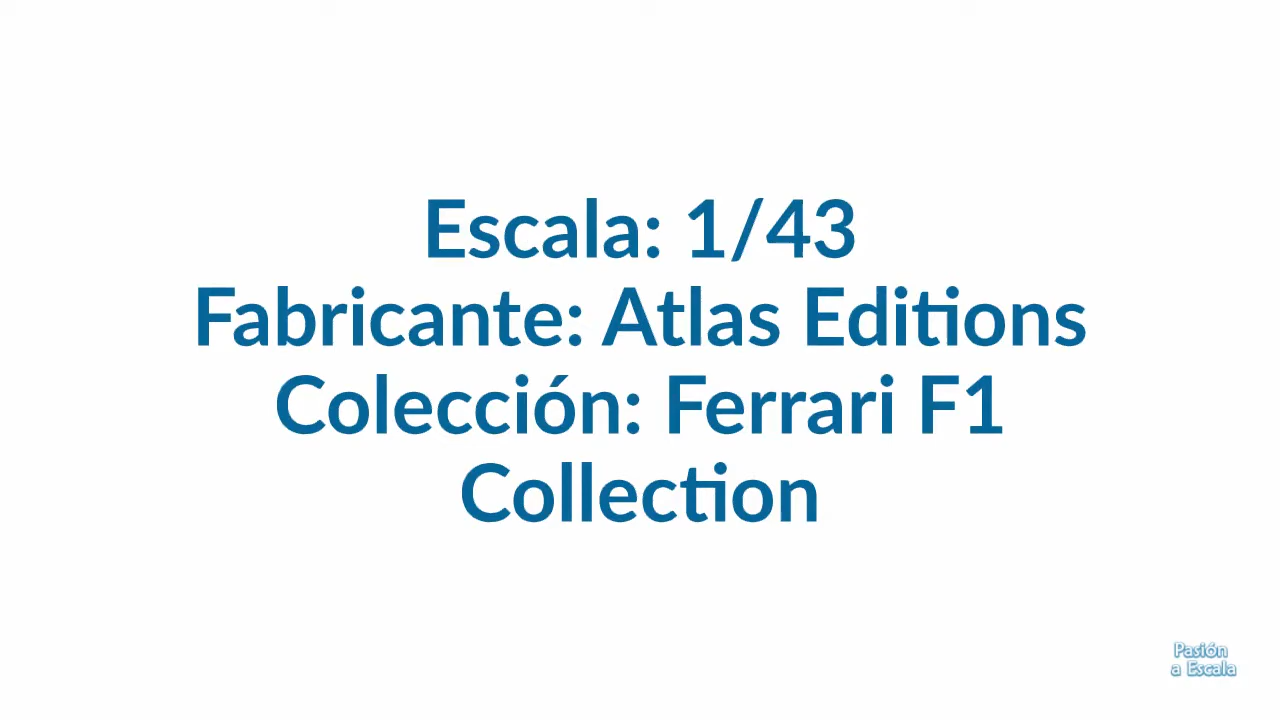 Escala: 1/43
Fabricante: Atlas Editions
Colección: Ferrari F1
Collection
Pasión
a Escala